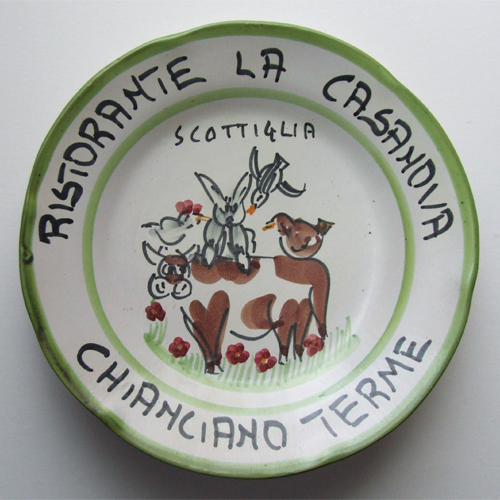 RISTORANTE LA CASANOVA
SCOTTIGLIA
CHIANCIANO TERME